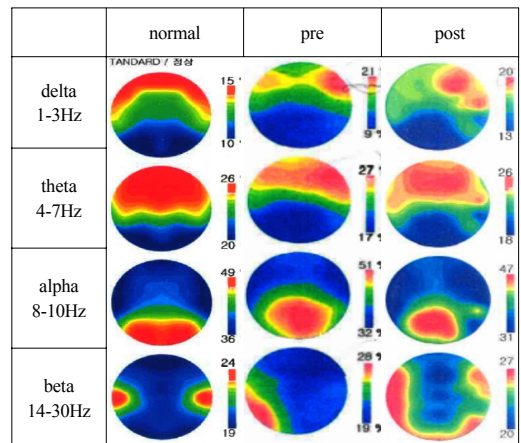 normal pre post
TANDARD / 정상
delta
1-3Hz
15 21 20
10 9 % 13
theta
4-7Hz
26 27 26
20 17 % 18
alpha
8-10Hz
49 51 % 47
36 32 % 31
beta
14-30Hz
24 28 % 27
19 19 % 20